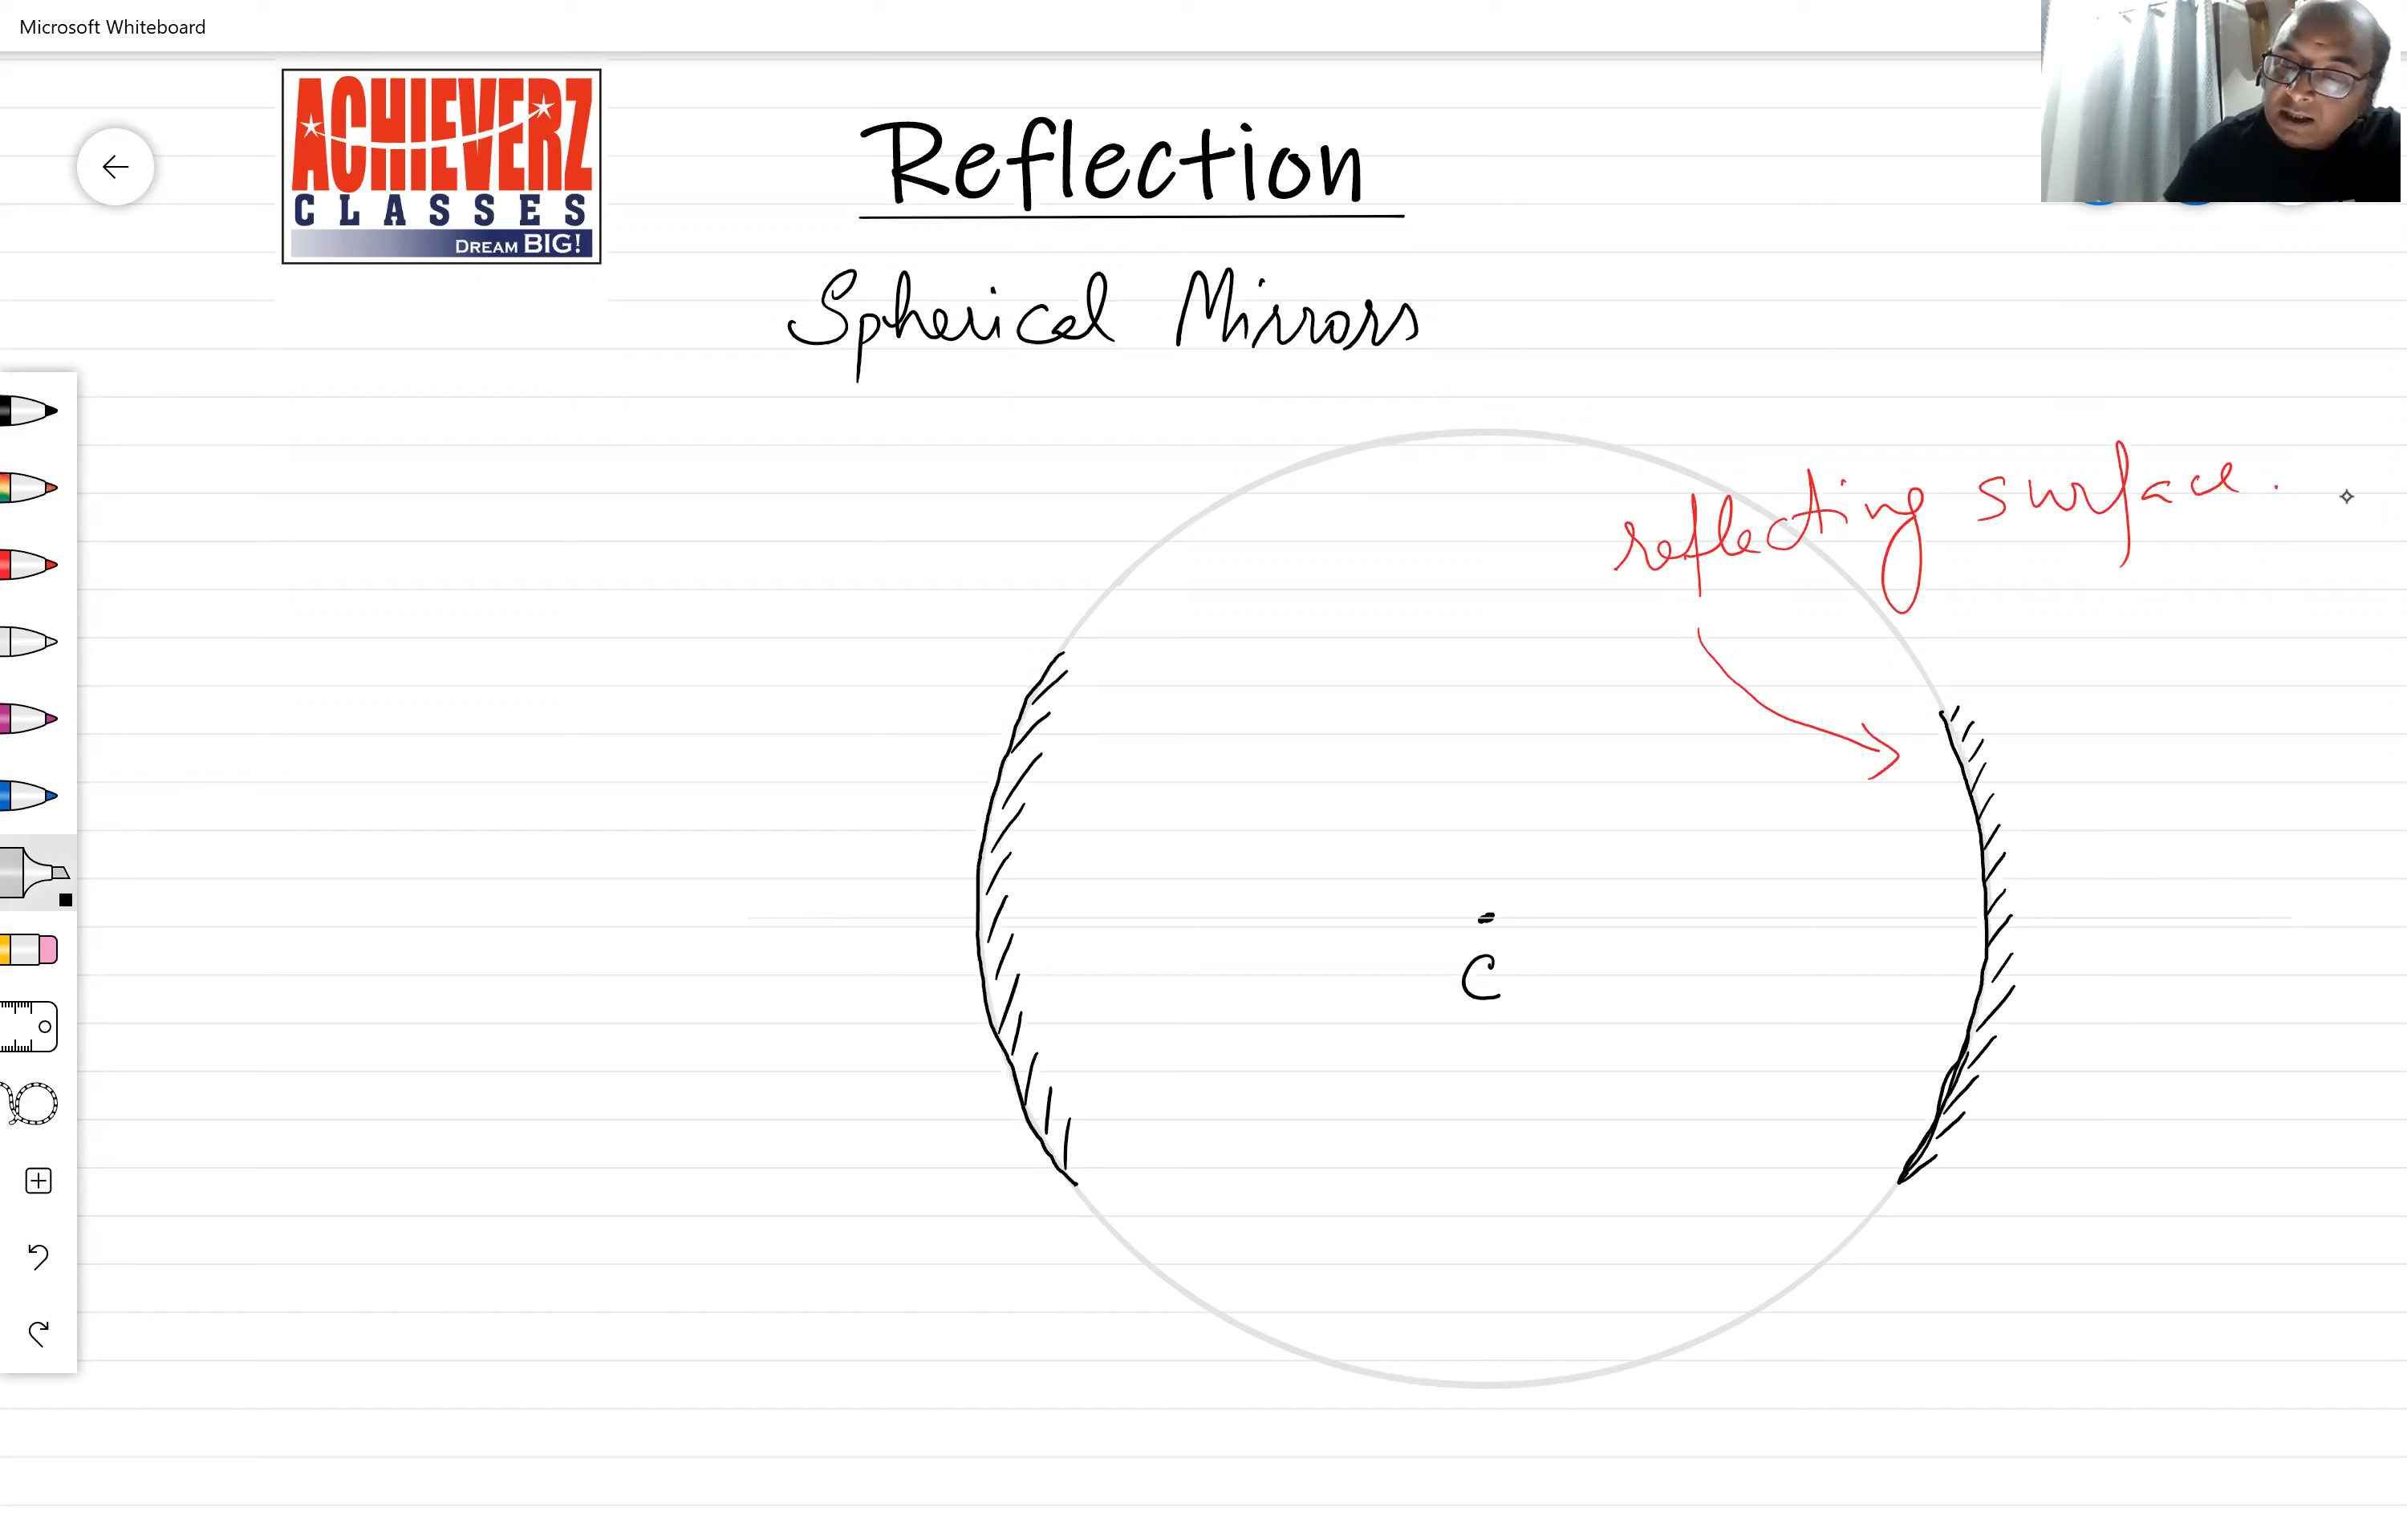 Microsoft Whiteboard
ACHIEVERZ
CLASSES
DREAM BIG!
Reflection
Spherical Mirrors
reflecting surface.
C